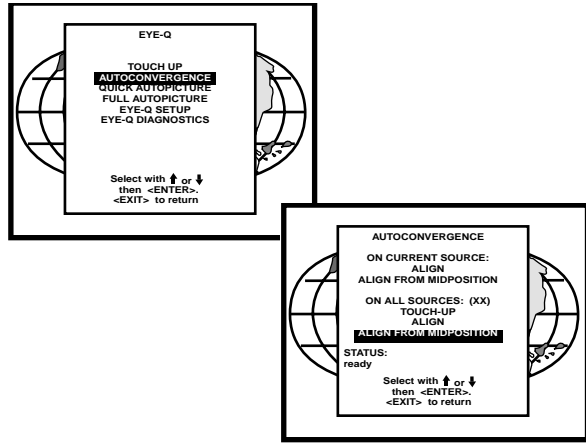 EYE-Q
TOUCH UP
AUTOCONVERGENCE
QUICK AUTOPICTURE
FULL AUTOPICTURE
EYE-Q SETUP
EYE-Q DIAGNOSTICS
Select with ⬆ or ⬇
then <ENTER>.
<EXIT> to return
AUTOCONVERGENCE
ON CURRENT SOURCE:
ALIGN
ALIGN FROM MIDPOSITION
ON ALL SOURCES: (XX)
TOUCH-UP
ALIGN
ALIGN FROM MIDPOSITION
STATUS:
ready
Select with ⬆ or ⬇
then <ENTER>.
<EXIT> to return